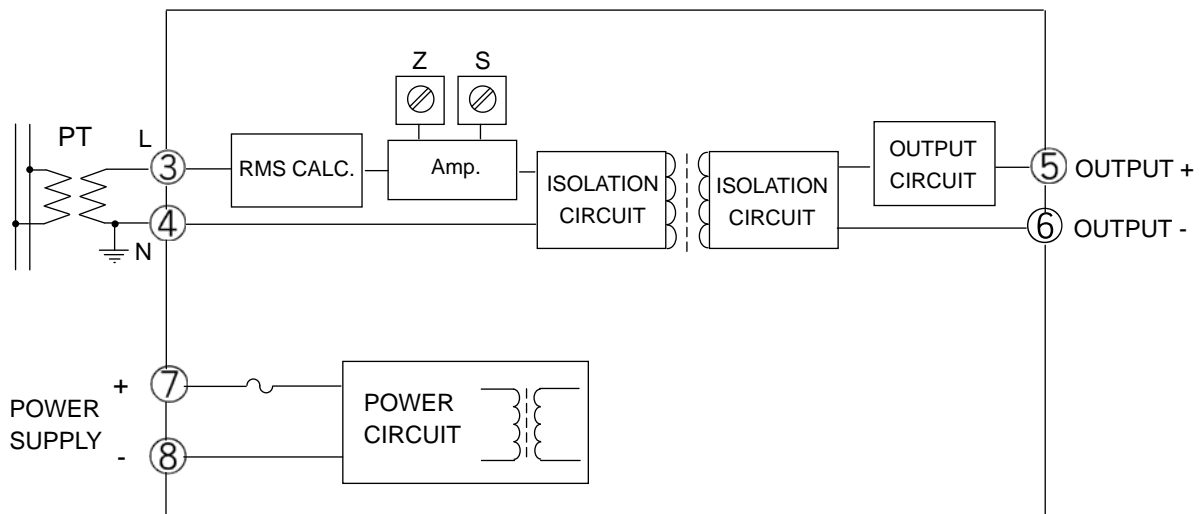 Z
S
PT
L
③
RMS CALC.
Amp.
ISOLATION
CIRCUIT
ISOLATION
CIRCUIT
OUTPUT
CIRCUIT
⑤
OUTPUT +
④
N
⑥
OUTPUT -
POWER
SUPPLY
+
⑦
-
⑧
POWER
CIRCUIT